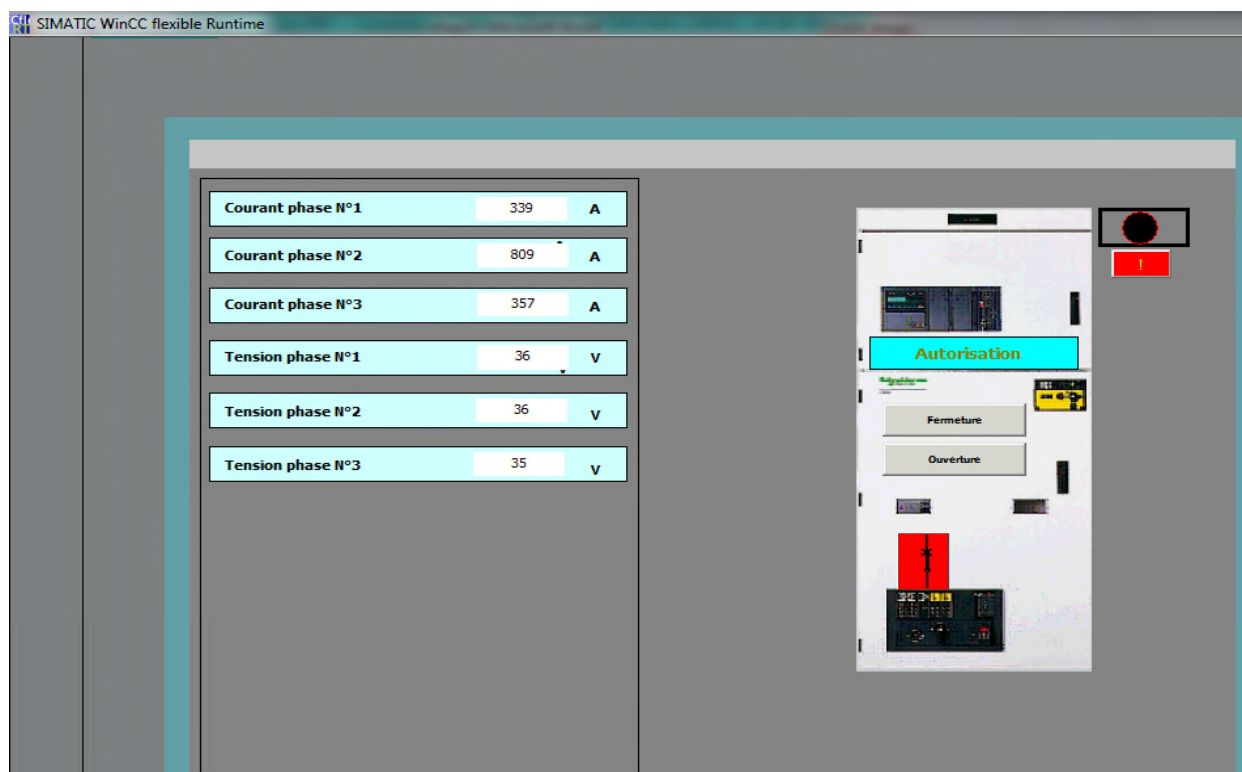 SIMATIC WinCC flexible Runtime
Courant phase N°1 339 A
Courant phase N°2 809 A
Courant phase N°3 357 A
Tension phase N°1 36 V
Tension phase N°2 36 V
Tension phase N°3 35 V
!
Autorisation
Fermeture
Ouverture